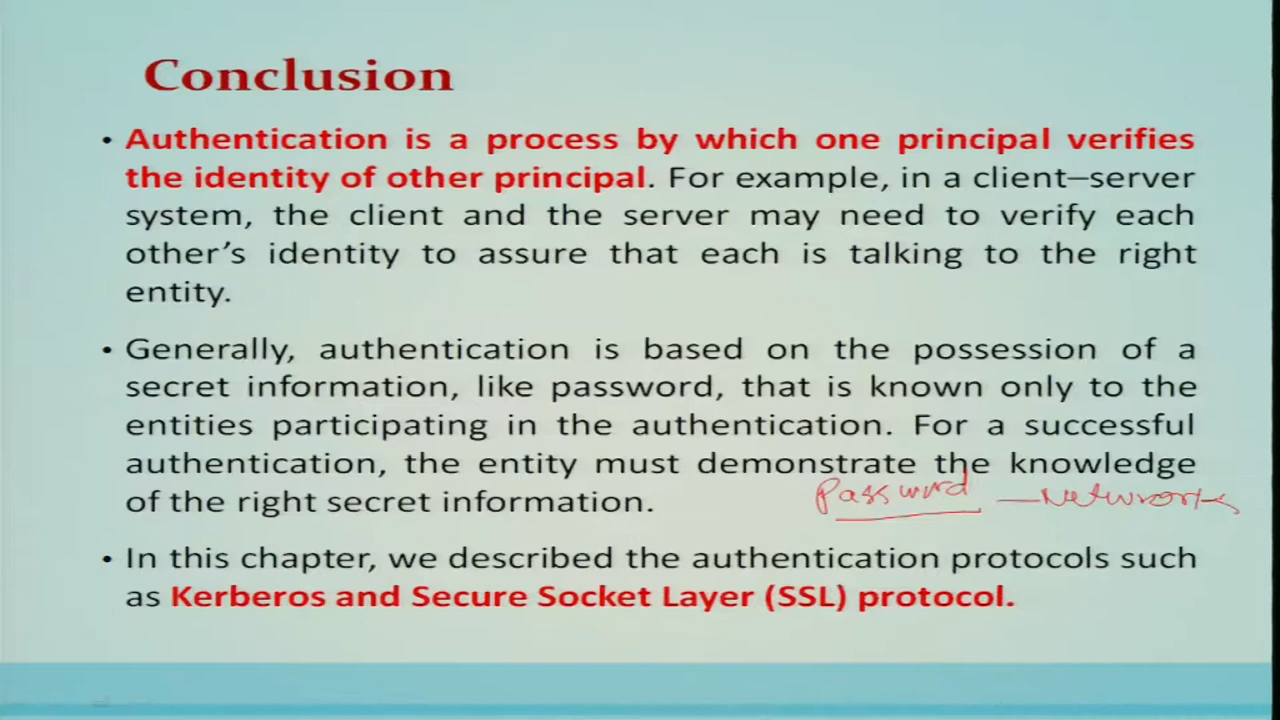 Conclusion
• Authentication is a process by which one principal verifies
the identity of other principal. For example, in a client–server
system, the client and the server may need to verify each
other's identity to assure that each is talking to the right
entity.
• Generally, authentication is based on the possession of a
secret information, like password, that is known only to the
entities participating in the authentication. For a successful
authentication, the entity must demonstrate the knowledge
of the right secret information.
Password — Network
• In this chapter, we described the authentication protocols such
as Kerberos and Secure Socket Layer (SSL) protocol.